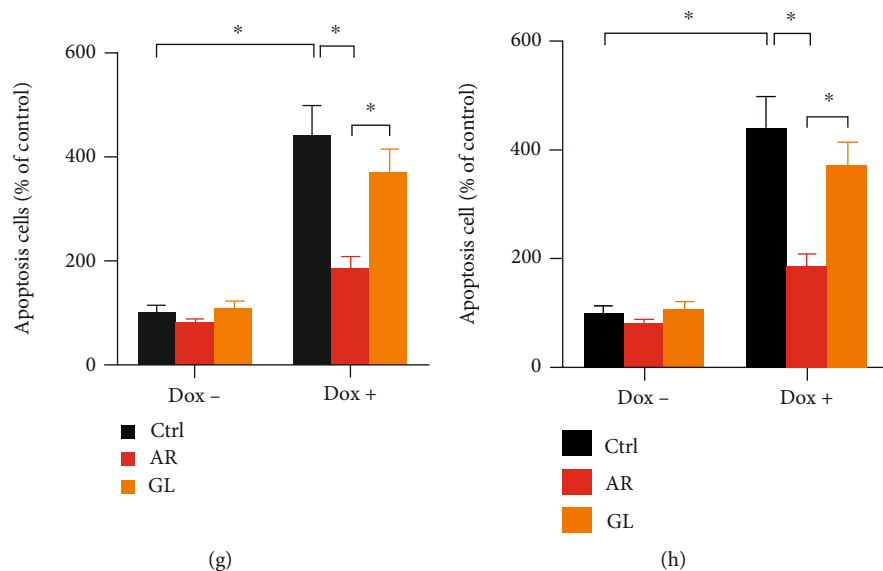 * *
*
600
400
200
0
Apoptosis cells (% of control)
Dox – Dox +
Ctrl
AR
GL
(g)
* *
*
600
400
200
0
Apoptosis cell (% of control)
Dox – Dox +
Ctrl
AR
GL
(h)